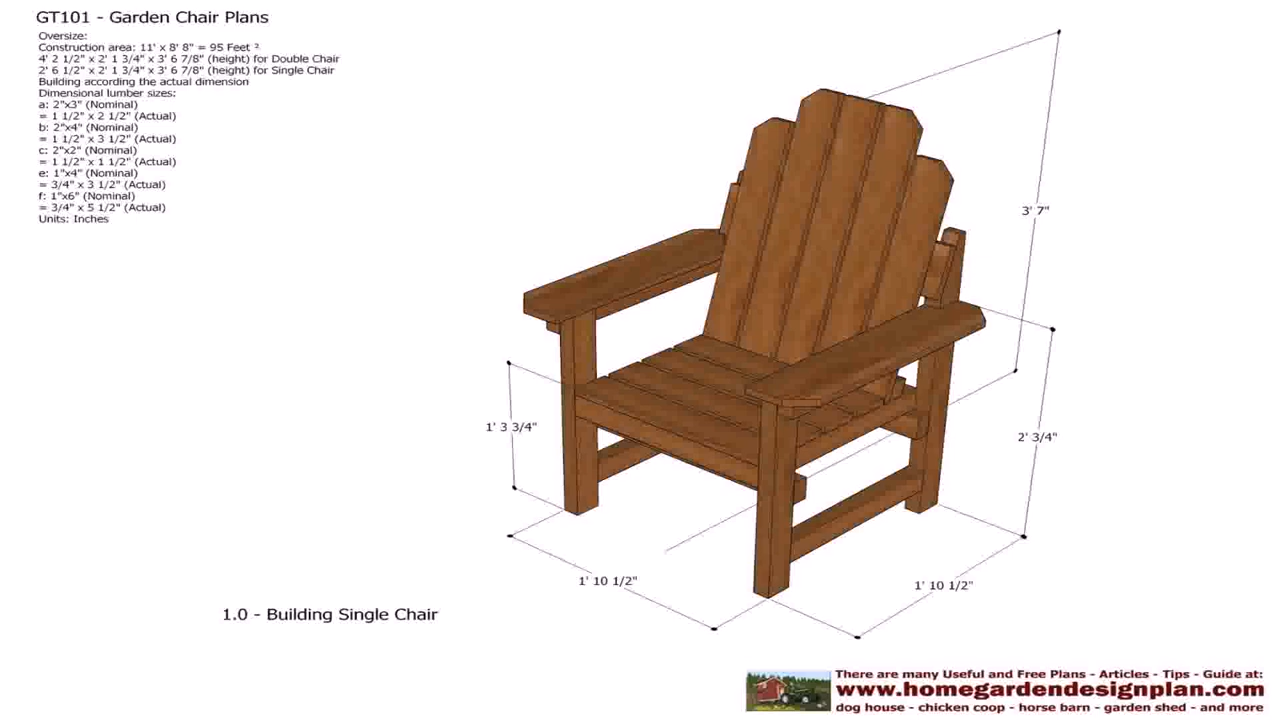 GT101 - Garden Chair Plans
Oversize:
Construction area: 11' x 8' 8" = 95 Feet ²
4' 2 1/2" x 2' 1 3/4" x 3' 6 7/8" (height) for Double Chair
2' 6 1/2" x 2' 1 3/4" x 3' 6 7/8" (height) for Single Chair
Building according the actual dimension
Dimensional lumber sizes:
a: 2"x3" (Nominal)
= 1 1/2" x 2 1/2" (Actual)
b: 2"x4" (Nominal)
= 1 1/2" x 3 1/2" (Actual)
c: 2"x2" (Nominal)
= 1 1/2" x 1 1/2" (Actual)
e: 1"x4" (Nominal)
= 3/4" x 3 1/2" (Actual)
f: 1"x6" (Nominal)
= 3/4" x 5 1/2" (Actual)
Units: Inches
3' 7"
1' 3 3/4"
2' 3/4"
1' 10 1/2"
1' 10 1/2"
1.0 - Building Single Chair
There are many Useful and Free Plans - Articles - Tips - Guide at:
www.homegardendesignplan.com
dog house - chicken coop - horse barn - garden shed - and more